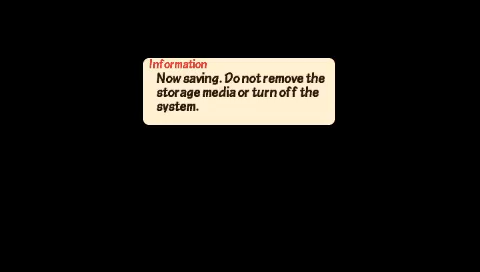 Information
Now saving. Do not remove the
storage media or turn off the
system.